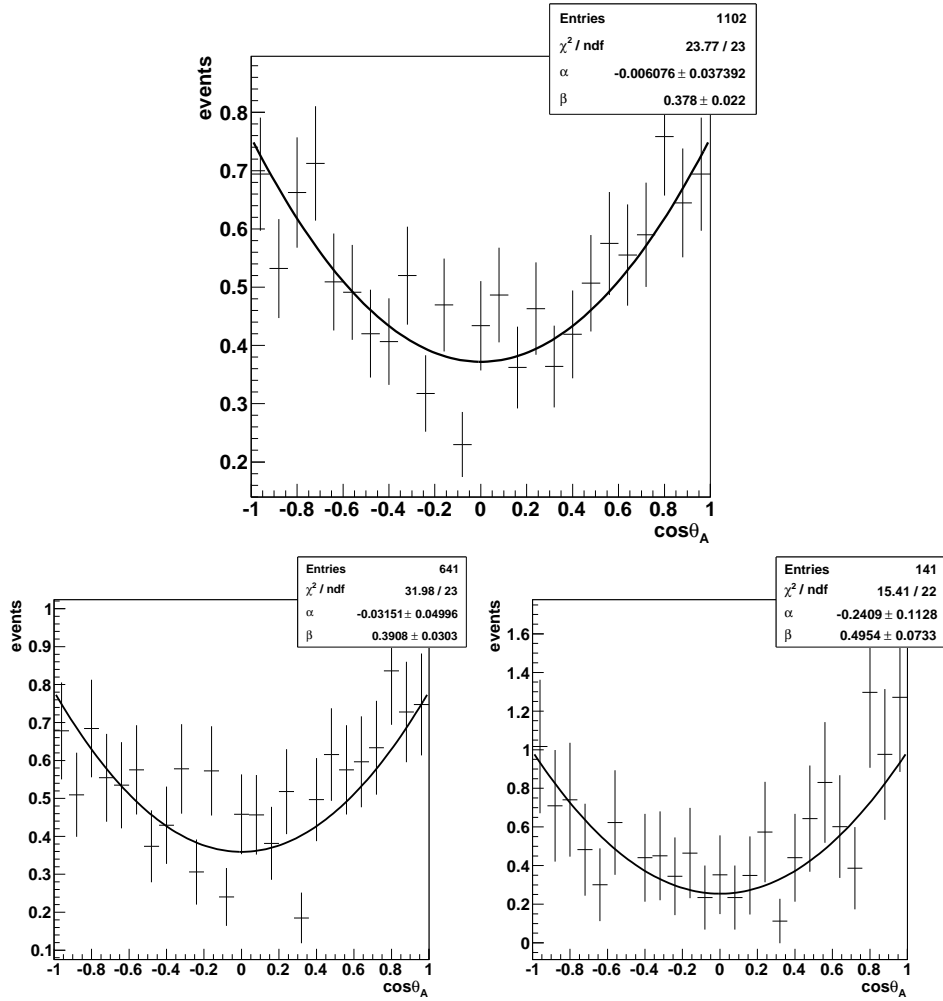 Entries 1102
χ² / ndf 23.77 / 23
α -0.006076 ± 0.037392
β 0.378 ± 0.022
events
0.8
0.7
0.6
0.5
0.4
0.3
0.2
-1 -0.8 -0.6 -0.4 -0.2 0 0.2 0.4 0.6 0.8 1
cosθ_A
Entries 641
χ² / ndf 31.98 / 23
α -0.03151 ± 0.04996
β 0.3908 ± 0.0303
events
1
0.9
0.8
0.7
0.6
0.5
0.4
0.3
0.2
0.1
-1 -0.8 -0.6 -0.4 -0.2 0 0.2 0.4 0.6 0.8 1
cosθ_A
Entries 141
χ² / ndf 15.41 / 22
α -0.2409 ± 0.1128
β 0.4954 ± 0.0733
events
1.6
1.4
1.2
1
0.8
0.6
0.4
0.2
0
-1 -0.8 -0.6 -0.4 -0.2 0 0.2 0.4 0.6 0.8 1
cosθ_A